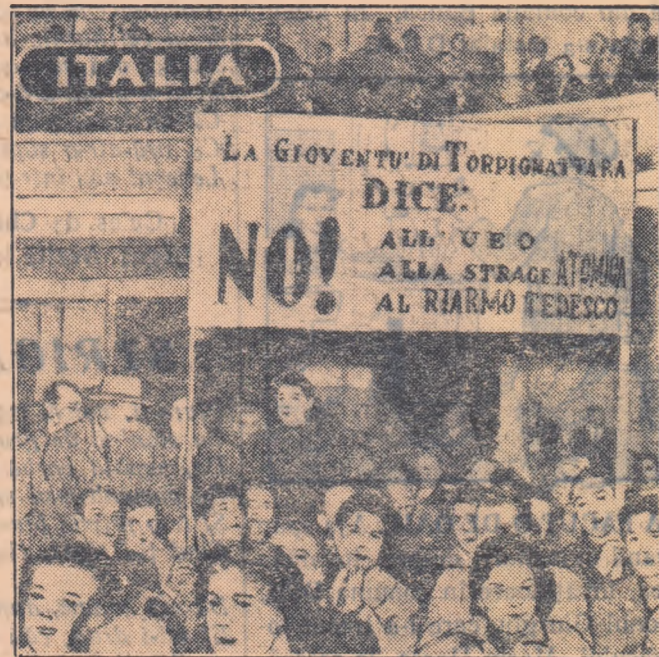 ITALIA
LA GIOVENTU' DI TORPIGNATTARA
DICE:
NO!
ALL' UEO
ALLA STRAGE ATOMICA
AL RIARMO TEDESCO